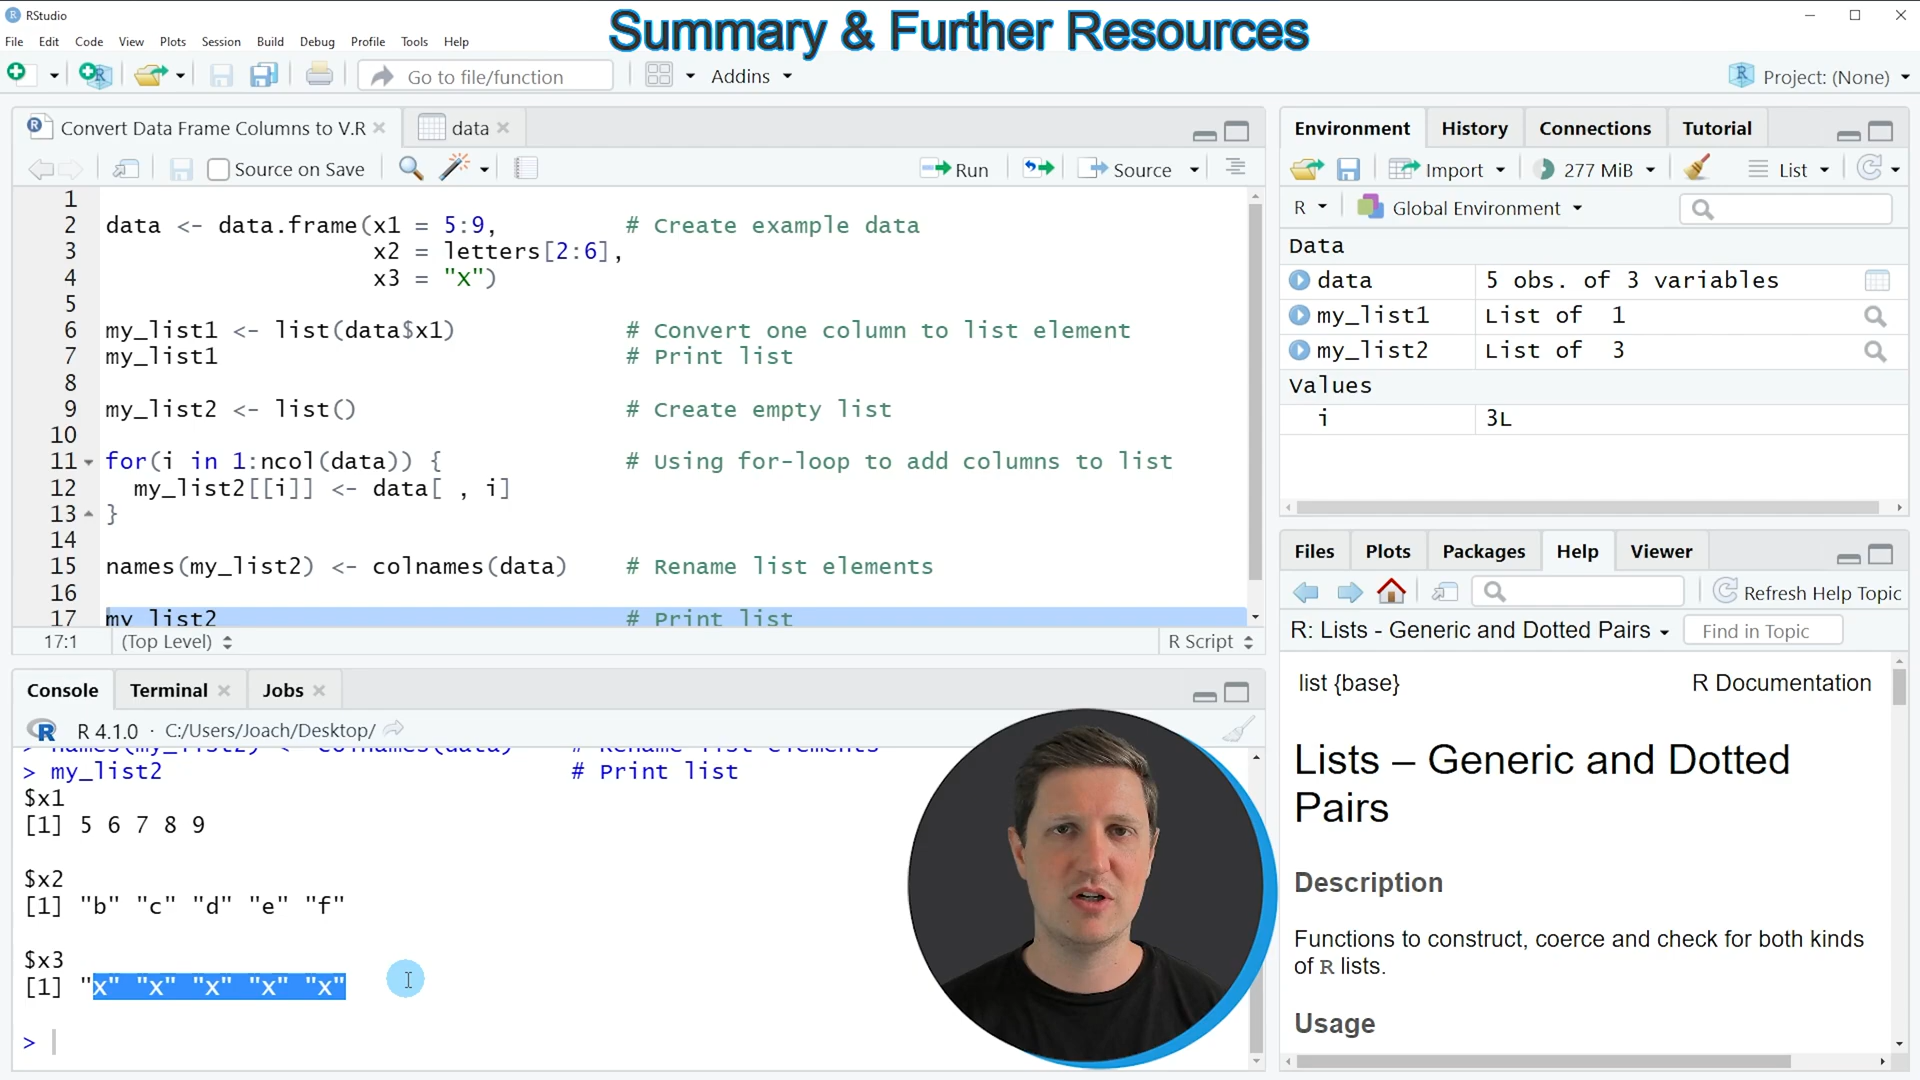 RStudio
Summary & Further Resources
File Edit Code View Plots Session Build Debug Profile Tools Help
Go to file/function Addins Project: (None)
Convert Data Frame Columns to V.R data
Source on Save Run Source
1
2 data <- data.frame(x1 = 5:9, # Create example data
3 x2 = letters[2:6],
4 x3 = "x")
5
6 my_list1 <- list(data$x1) # Convert one column to list element
7 my_list1 # Print list
8
9 my_list2 <- list() # Create empty list
10
11 for(i in 1:ncol(data)) { # Using for-loop to add columns to list
12 my_list2[[i]] <- data[ , i]
13 }
14
15 names(my_list2) <- colnames(data) # Rename list elements
16
17 my_list2 # Print list
17:1 (Top Level) R Script
Console Terminal Jobs
R 4.1.0 · C:/Users/Joach/Desktop/
> names(my_list2) <- colnames(data) # Rename list elements
> my_list2 # Print list
$x1
[1] 5 6 7 8 9
$x2
[1] "b" "c" "d" "e" "f"
$x3
[1] "x" "x" "x" "x" "x"
>
Environment History Connections Tutorial
Import 277 MiB List
R Global Environment
Data
data 5 obs. of 3 variables
my_list1 List of 1
my_list2 List of 3
Values
i 3L
Files Plots Packages Help Viewer
Refresh Help Topic
R: Lists - Generic and Dotted Pairs Find in Topic
list {base} R Documentation
Lists – Generic and Dotted
Pairs
Description
Functions to construct, coerce and check for both kinds
of R lists.
Usage